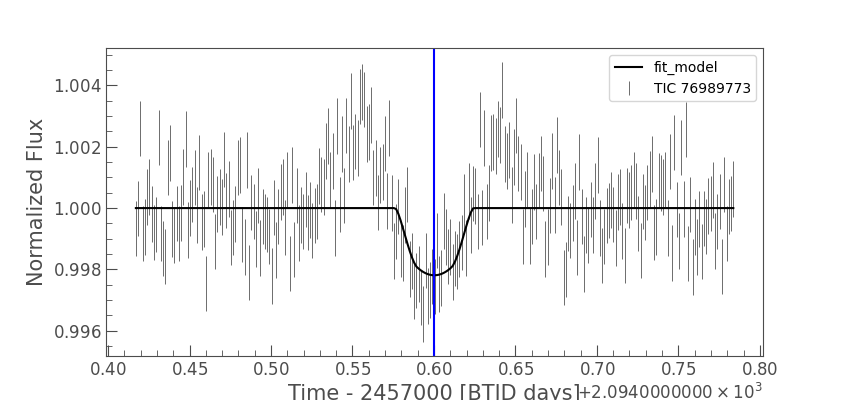 1.004
1.002
1.000
0.998
0.996
Normalized Flux
fit_model
TIC 76989773
0.40 0.45 0.50 0.55 0.60 0.65 0.70 0.75 0.80
Time - 2457000 [BTJD days]
+2.0940000000 × 10³